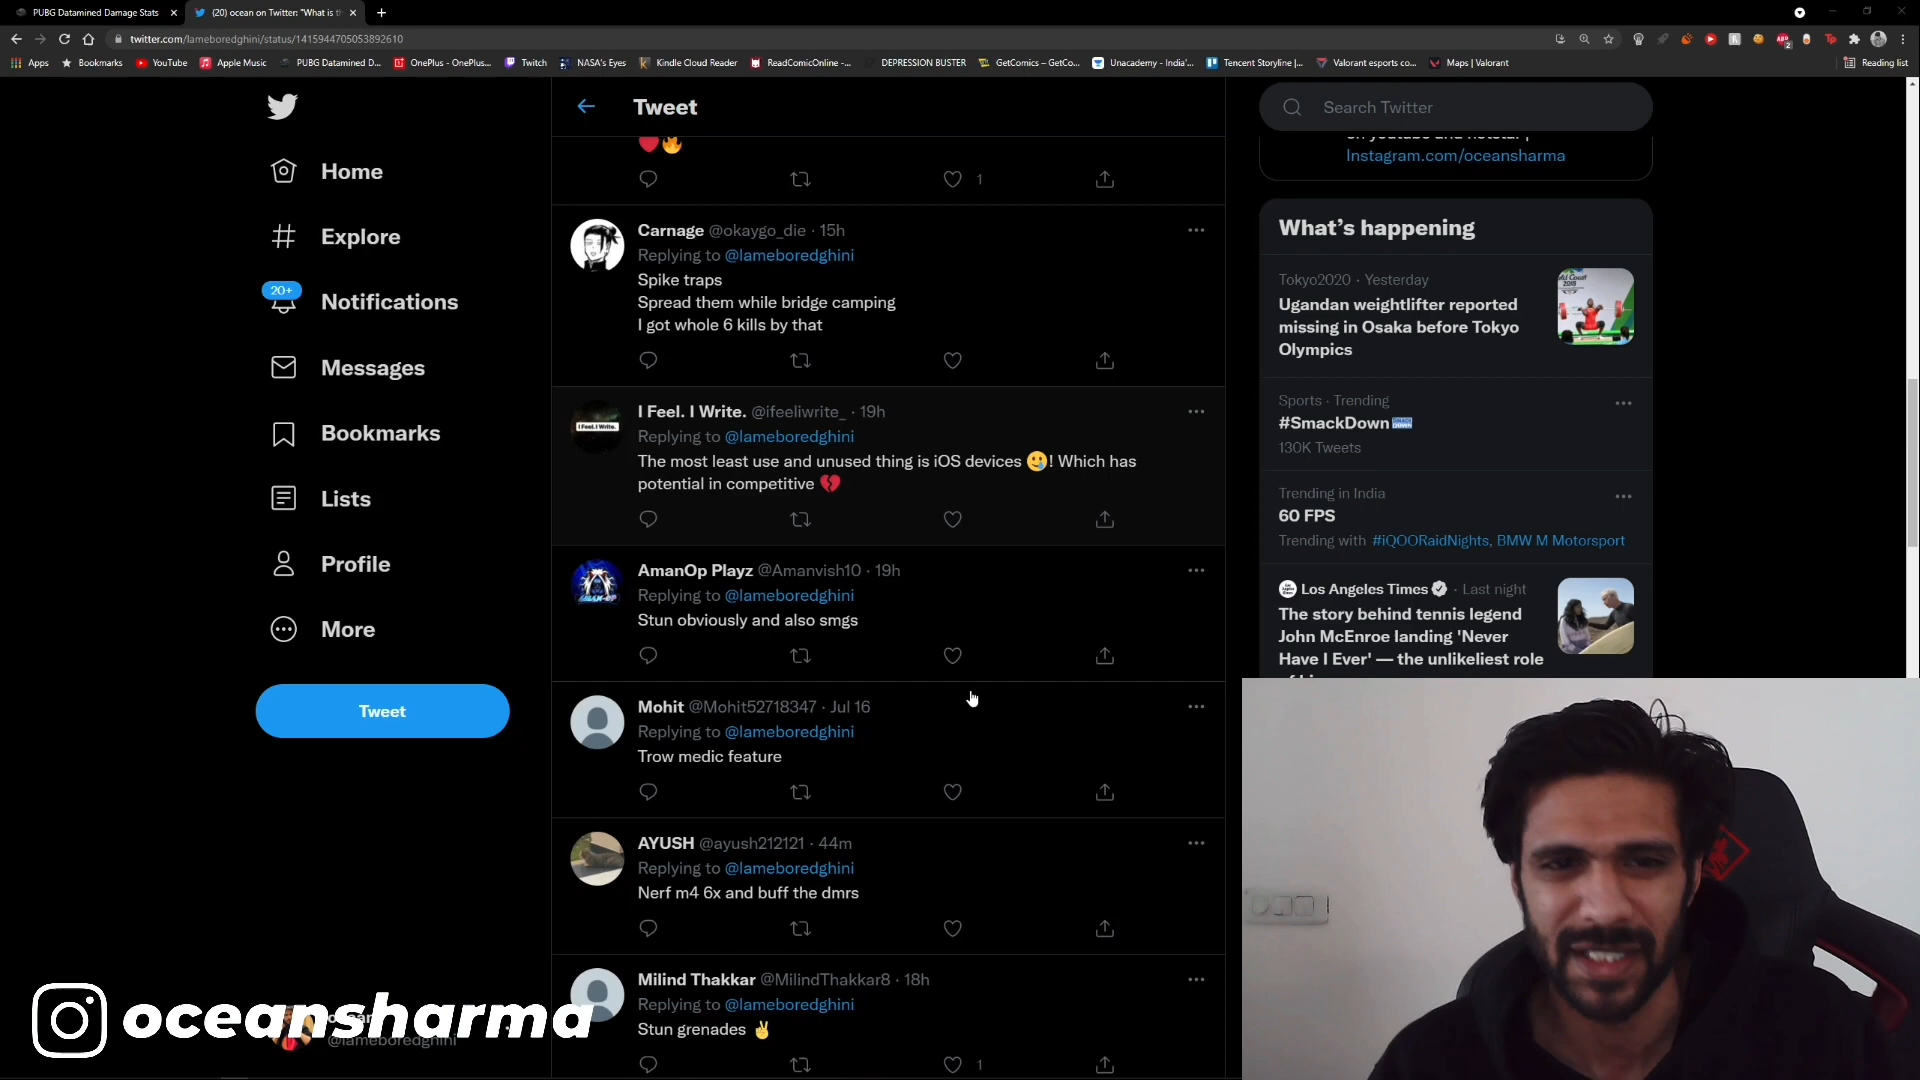 PUBG Datamined Damage Stats
(20) ocean on Twitter: "What is th
twitter.com/lameboredghini/status/1415944705053892610
Apps
Bookmarks
YouTube
Apple Music
PUBG Datamined D...
OnePlus - OnePlus...
Twitch
NASA's Eyes
Kindle Cloud Reader
ReadComicOnline -...
DEPRESSION BUSTER
GetComics – GetCo...
Unacademy - India'...
Tencent Storyline |...
Valorant esports co...
Maps | Valorant
Reading list
Home
Explore
20+
Notifications
Messages
Bookmarks
Lists
Profile
More
Tweet
Tweet
1
Carnage @okaygo_die · 15h
Replying to @lameboredghini
Spike traps
Spread them while bridge camping
I got whole 6 kills by that
I Feel. I Write.
I Feel. I Write. @ifeeliwrite_ · 19h
Replying to @lameboredghini
The most least use and unused thing is iOS devices 🥲! Which has
potential in competitive 💔
AmanOp Playz @Amanvish10 · 19h
Replying to @lameboredghini
Stun obviously and also smgs
Mohit @Mohit52718347 · Jul 16
Replying to @lameboredghini
Trow medic feature
AYUSH @ayush212121 · 44m
Replying to @lameboredghini
Nerf m4 6x and buff the dmrs
Milind Thakkar @MilindThakkar8 · 18h
Replying to @lameboredghini
Stun grenades ✌
1
Search Twitter
on youtube and hotstar |
Instagram.com/oceansharma
What's happening
Tokyo2020 · Yesterday
Ugandan weightlifter reported
missing in Osaka before Tokyo
Olympics
Sports · Trending
#SmackDown
130K Tweets
Trending in India
60 FPS
Trending with #iQOORaidNights, BMW M Motorsport
Los Angeles Times · Last night
The story behind tennis legend
John McEnroe landing 'Never
Have I Ever' — the unlikeliest role
oceansharma
@lameboredghini